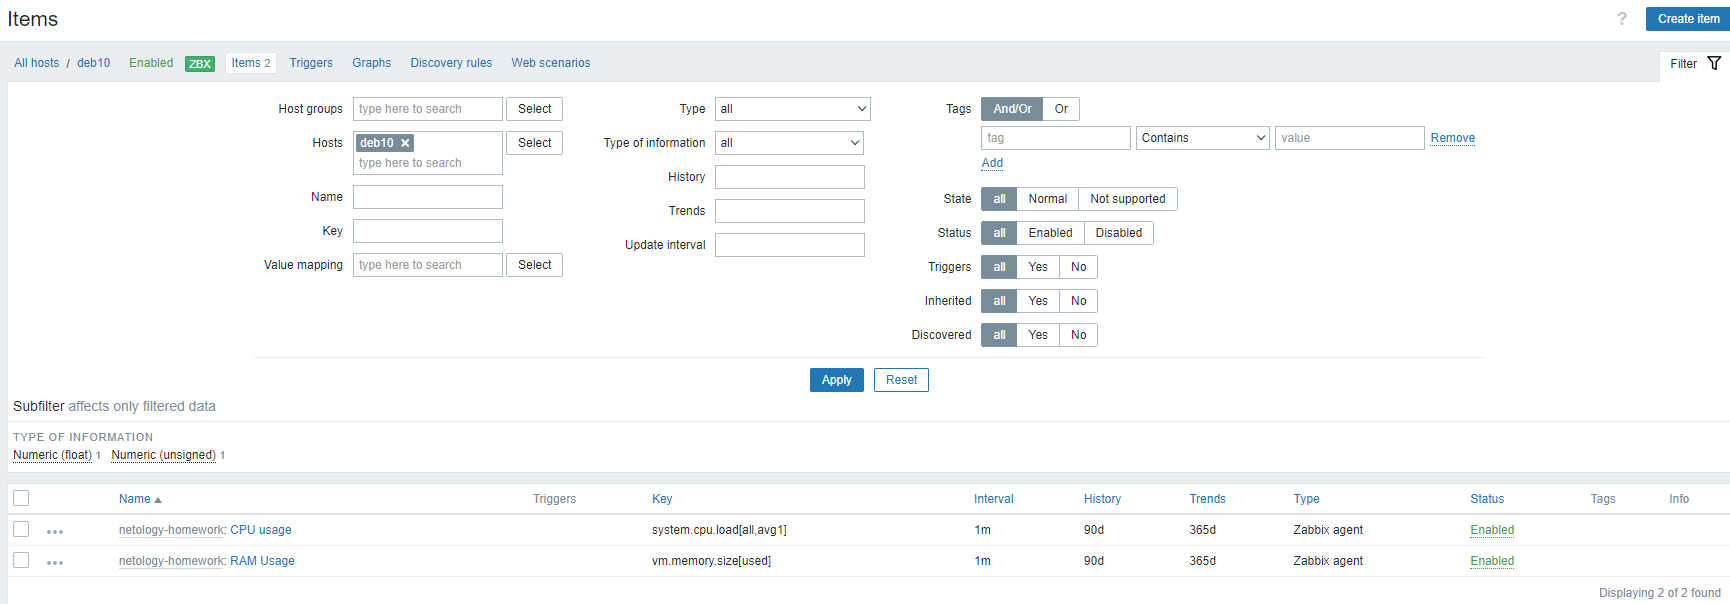 Items
? Create item
All hosts / deb10 Enabled ZBX Items 2 Triggers Graphs Discovery rules Web scenarios
Filter
Host groups type here to search Select
Hosts deb10 × Select
type here to search
Name
Key
Value mapping type here to search Select
Type all
Type of information all
History
Trends
Update interval
Tags And/Or Or
tag Contains value Remove
Add
State all Normal Not supported
Status all Enabled Disabled
Triggers all Yes No
Inherited all Yes No
Discovered all Yes No
Apply Reset
Subfilter affects only filtered data
TYPE OF INFORMATION
Numeric (float) 1 Numeric (unsigned) 1
Name Triggers Key Interval History Trends Type Status Tags Info
netology-homework: CPU usage system.cpu.load[all,avg1] 1m 90d 365d Zabbix agent Enabled
netology-homework: RAM Usage vm.memory.size[used] 1m 90d 365d Zabbix agent Enabled
Displaying 2 of 2 found